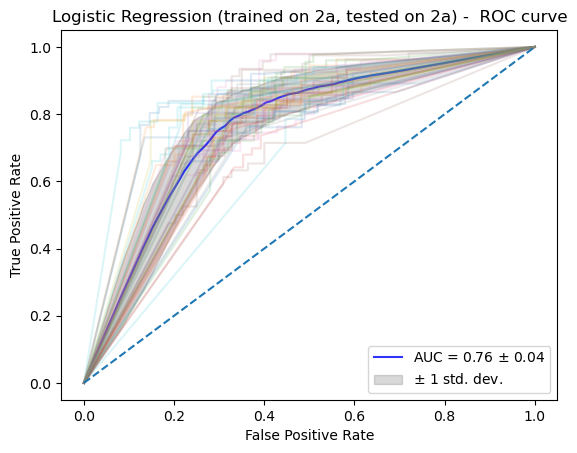 Logistic Regression (trained on 2a, tested on 2a) -  ROC curve
1.0
0.8
0.6
0.4
0.2
0.0
True Positive Rate
AUC = 0.76 ± 0.04
± 1 std. dev.
0.0 0.2 0.4 0.6 0.8 1.0
False Positive Rate